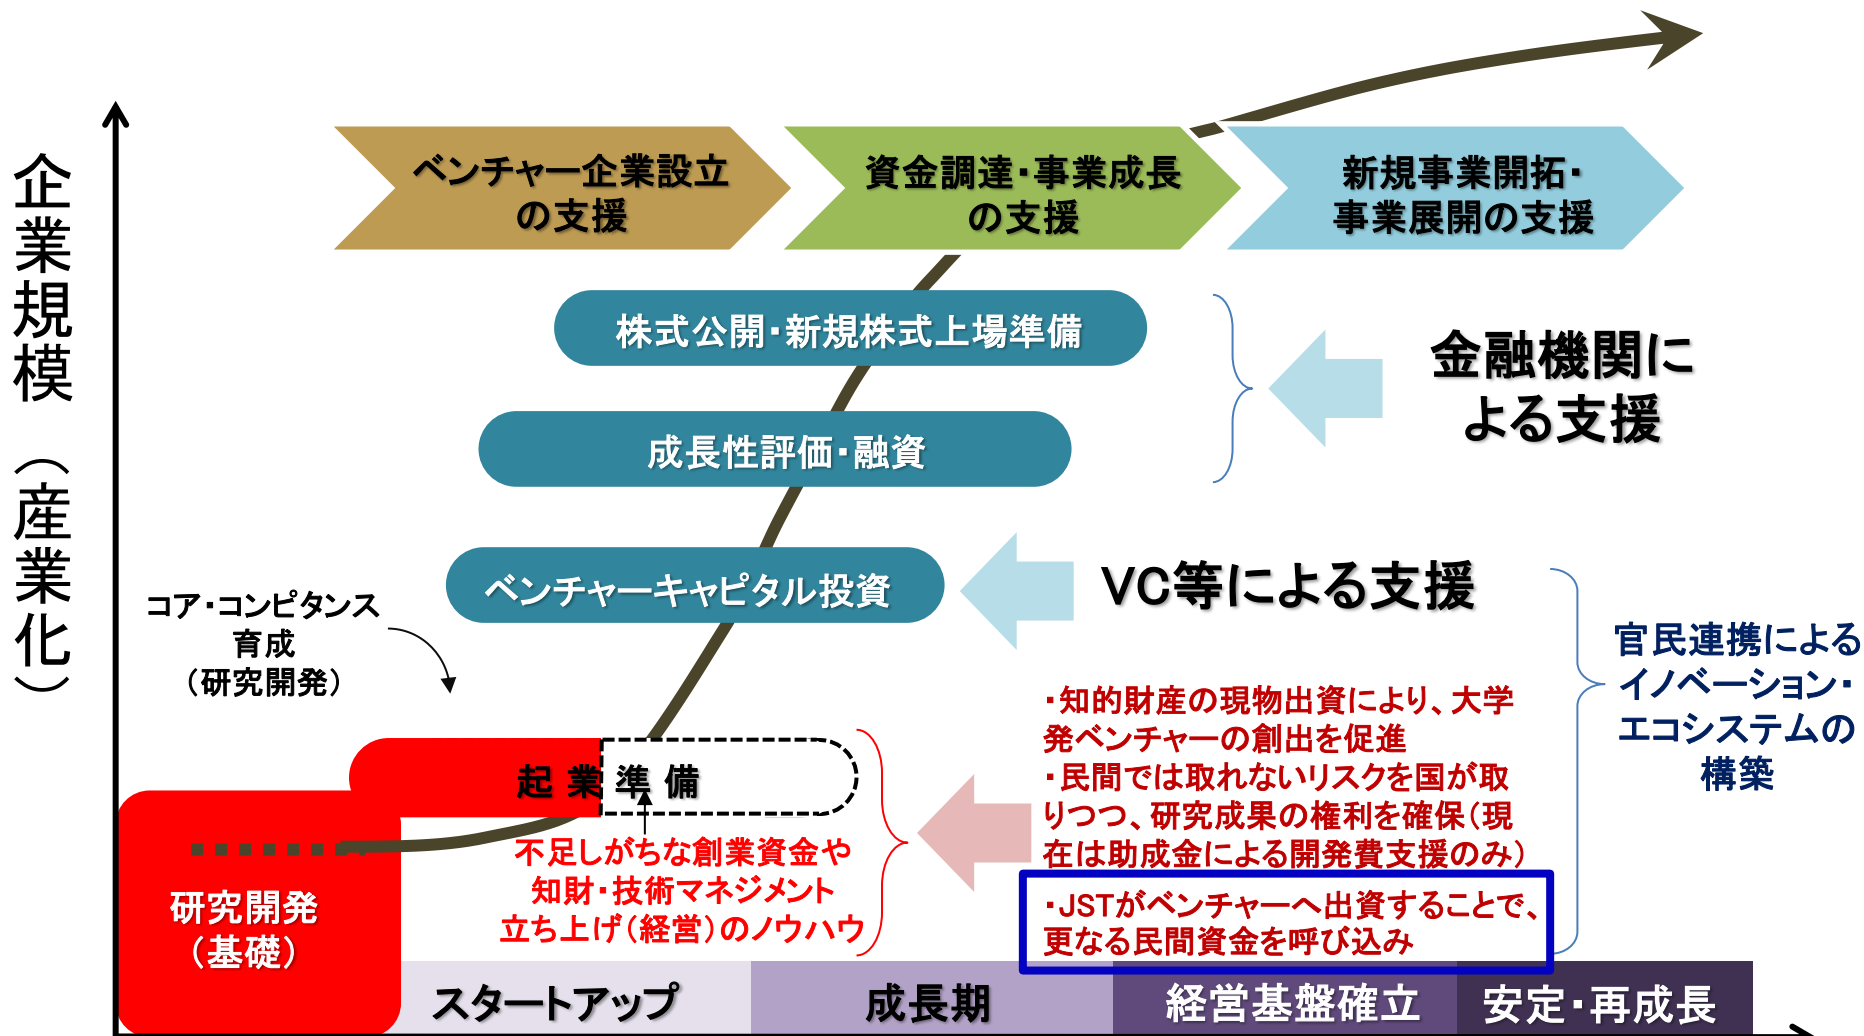 企業規模（産業化）
ベンチャー企業設立
の支援
資金調達・事業成長
の支援
新規事業開拓・
事業展開の支援
株式公開・新規株式上場準備
金融機関に
よる支援
成長性評価・融資
ベンチャーキャピタル投資
VC等による支援
コア・コンピタンス
育成
（研究開発）
官民連携による
イノベーション・
エコシステムの
構築
・知的財産の現物出資により、大学
発ベンチャーの創出を促進
・民間では取れないリスクを国が取
りつつ、研究成果の権利を確保（現
在は助成金による開発費支援のみ）
・JSTがベンチャーへ出資することで、
更なる民間資金を呼び込み
起業準備
不足しがちな創業資金や
知財・技術マネジメント
立ち上げ（経営）のノウハウ
研究開発
（基礎）
スタートアップ
成長期
経営基盤確立
安定・再成長